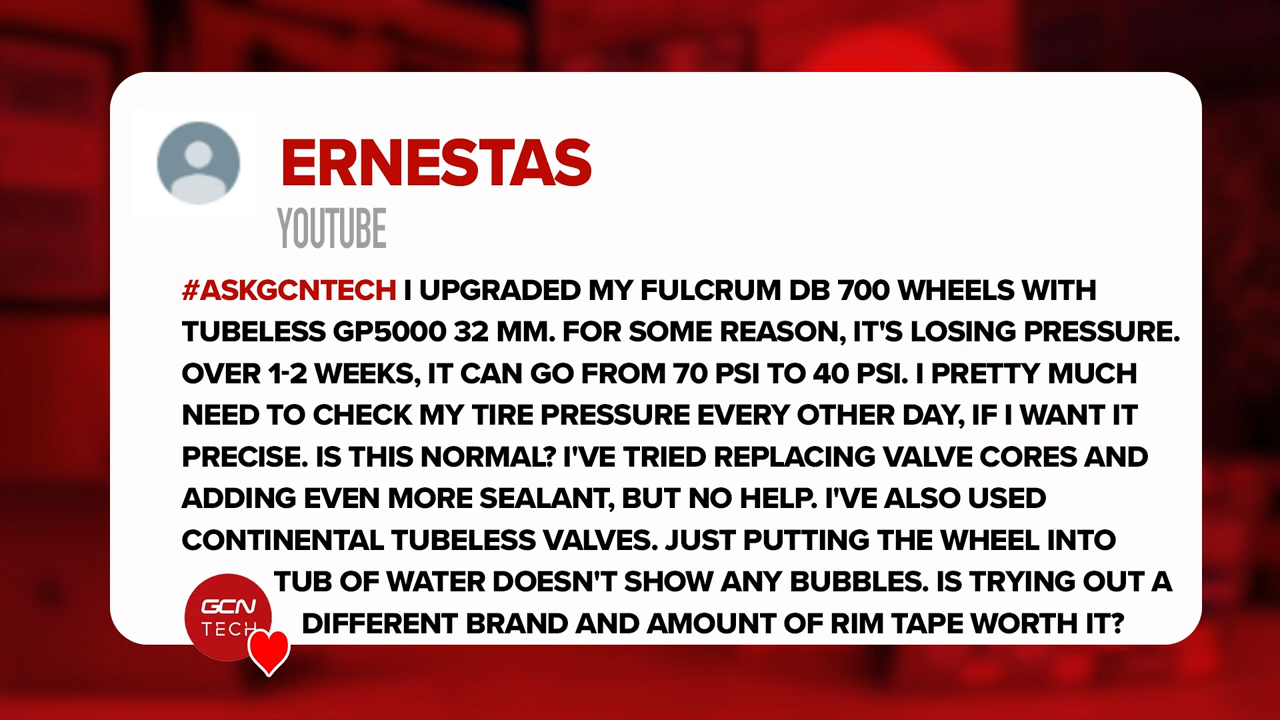 ERNESTAS
YOUTUBE
#ASKGCNTECH I UPGRADED MY FULCRUM DB 700 WHEELS WITH
TUBELESS GP5000 32 MM. FOR SOME REASON, IT'S LOSING PRESSURE.
OVER 1-2 WEEKS, IT CAN GO FROM 70 PSI TO 40 PSI. I PRETTY MUCH
NEED TO CHECK MY TIRE PRESSURE EVERY OTHER DAY, IF I WANT IT
PRECISE. IS THIS NORMAL? I'VE TRIED REPLACING VALVE CORES AND
ADDING EVEN MORE SEALANT, BUT NO HELP. I'VE ALSO USED
CONTINENTAL TUBELESS VALVES. JUST PUTTING THE WHEEL INTO
TUB OF WATER DOESN'T SHOW ANY BUBBLES. IS TRYING OUT A
DIFFERENT BRAND AND AMOUNT OF RIM TAPE WORTH IT?
GCN
TECH